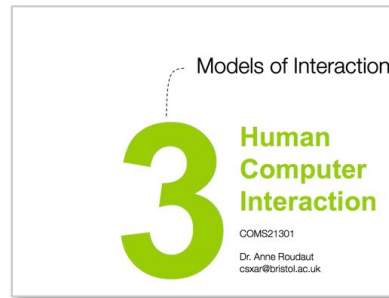 Models of Interaction
3
Human
Computer
Interaction
COMS21301
Dr. Anne Roudaut
csxar@bristol.ac.uk